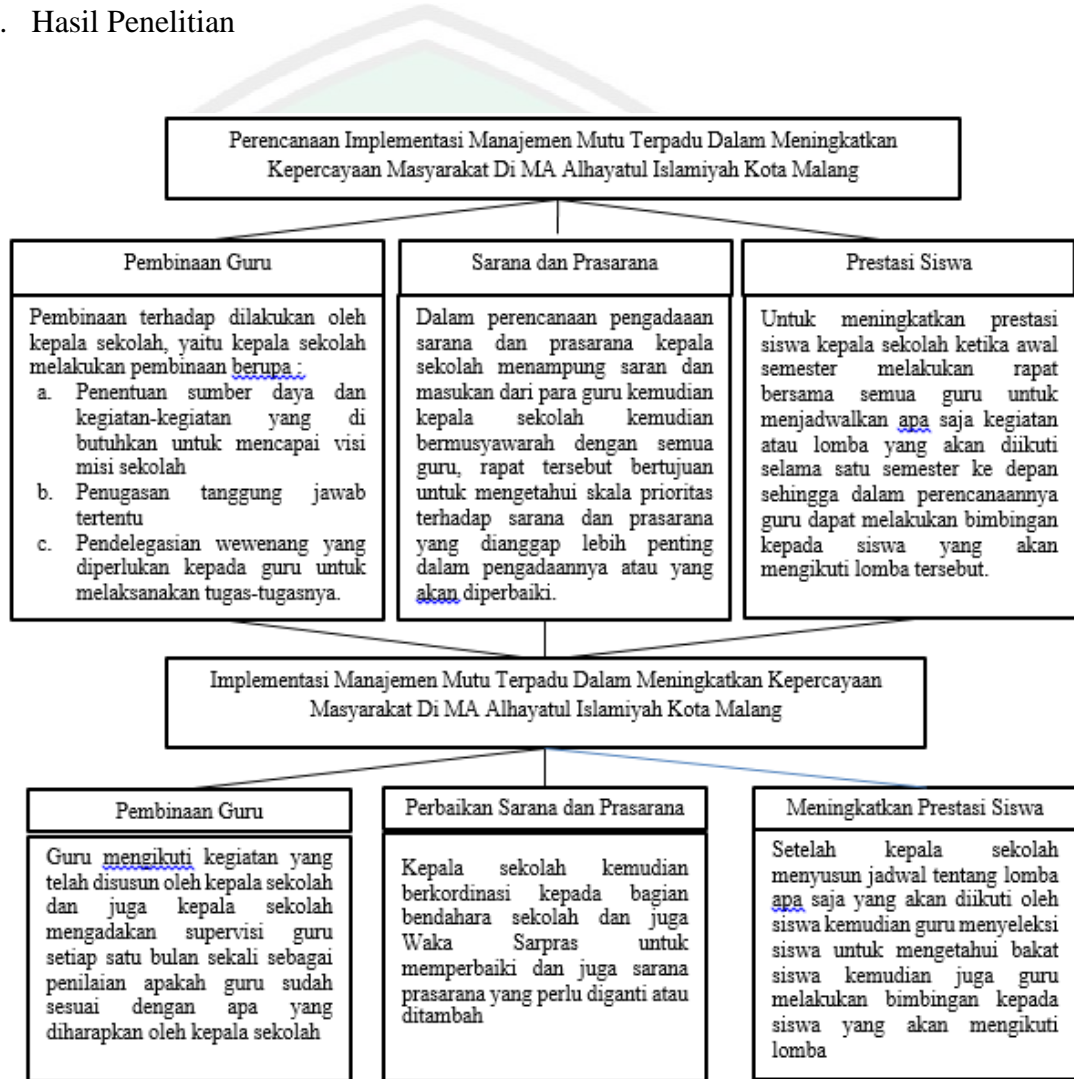 . Hasil Penelitian
Perencanaan Implementasi Manajemen Mutu Terpadu Dalam Meningkatkan
Kepercayaan Masyarakat Di MA Alhayatul Islamiyah Kota Malang
Pembinaan Guru
Pembinaan terhadap dilakukan oleh
kepala sekolah, yaitu kepala sekolah
melakukan pembinaan berupa :
a. Penentuan sumber daya dan
kegiatan-kegiatan yang di
butuhkan untuk mencapai visi
misi sekolah
b. Penugasan tanggung jawab
tertentu
c. Pendelegasian wewenang yang
diperlukan kepada guru untuk
melaksanakan tugas-tugasnya.
Sarana dan Prasarana
Dalam perencanaan pengadaaan
sarana dan prasarana kepala
sekolah menampung saran dan
masukan dari para guru kemudian
kepala sekolah kemudian
bermusyawarah dengan semua
guru, rapat tersebut bertujuan
untuk mengetahui skala prioritas
terhadap sarana dan prasarana
yang dianggap lebih penting
dalam pengadaannya atau yang
akan diperbaiki.
Prestasi Siswa
Untuk meningkatkan prestasi
siswa kepala sekolah ketika awal
semester melakukan rapat
bersama semua guru untuk
menjadwalkan apa saja kegiatan
atau lomba yang akan diikuti
selama satu semester ke depan
sehingga dalam perencanaannya
guru dapat melakukan bimbingan
kepada siswa yang akan
mengikuti lomba tersebut.
Implementasi Manajemen Mutu Terpadu Dalam Meningkatkan Kepercayaan
Masyarakat Di MA Alhayatul Islamiyah Kota Malang
Pembinaan Guru
Guru mengikuti kegiatan yang
telah disusun oleh kepala sekolah
dan juga kepala sekolah
mengadakan supervisi guru
setiap satu bulan sekali sebagai
penilaian apakah guru sudah
sesuai dengan apa yang
diharapkan oleh kepala sekolah
Perbaikan Sarana dan Prasarana
Kepala sekolah kemudian
berkordinasi kepada bagian
bendahara sekolah dan juga
Waka Sarpras untuk
memperbaiki dan juga sarana
prasarana yang perlu diganti atau
ditambah
Meningkatkan Prestasi Siswa
Setelah kepala sekolah
menyusun jadwal tentang lomba
apa saja yang akan diikuti oleh
siswa kemudian guru menyeleksi
siswa untuk mengetahui bakat
siswa kemudian juga guru
melakukan bimbingan kepada
siswa yang akan mengikuti
lomba